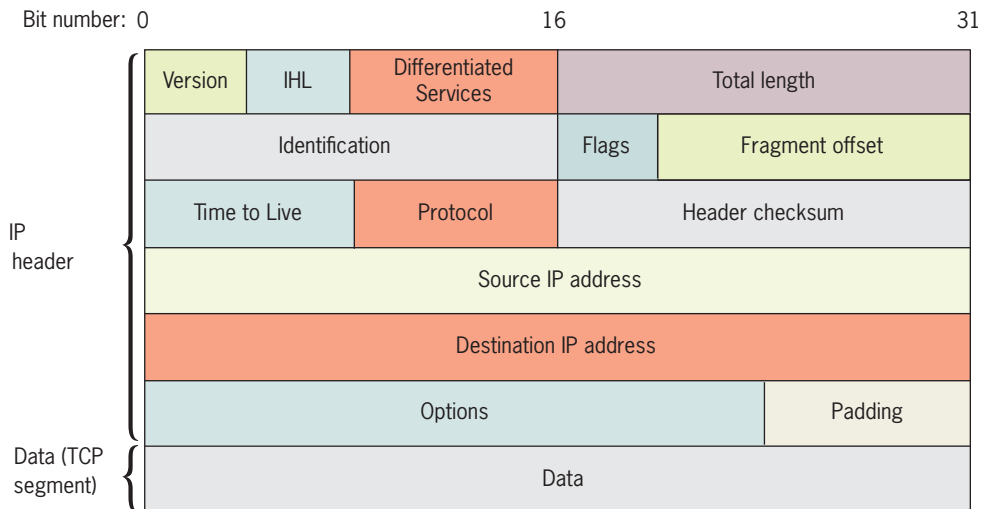 Bit number: 0 16 31
Version IHL Differentiated Services Total length
Identification Flags Fragment offset
Time to Live Protocol Header checksum
IP header
Source IP address
Destination IP address
Options Padding
Data (TCP segment)
Data